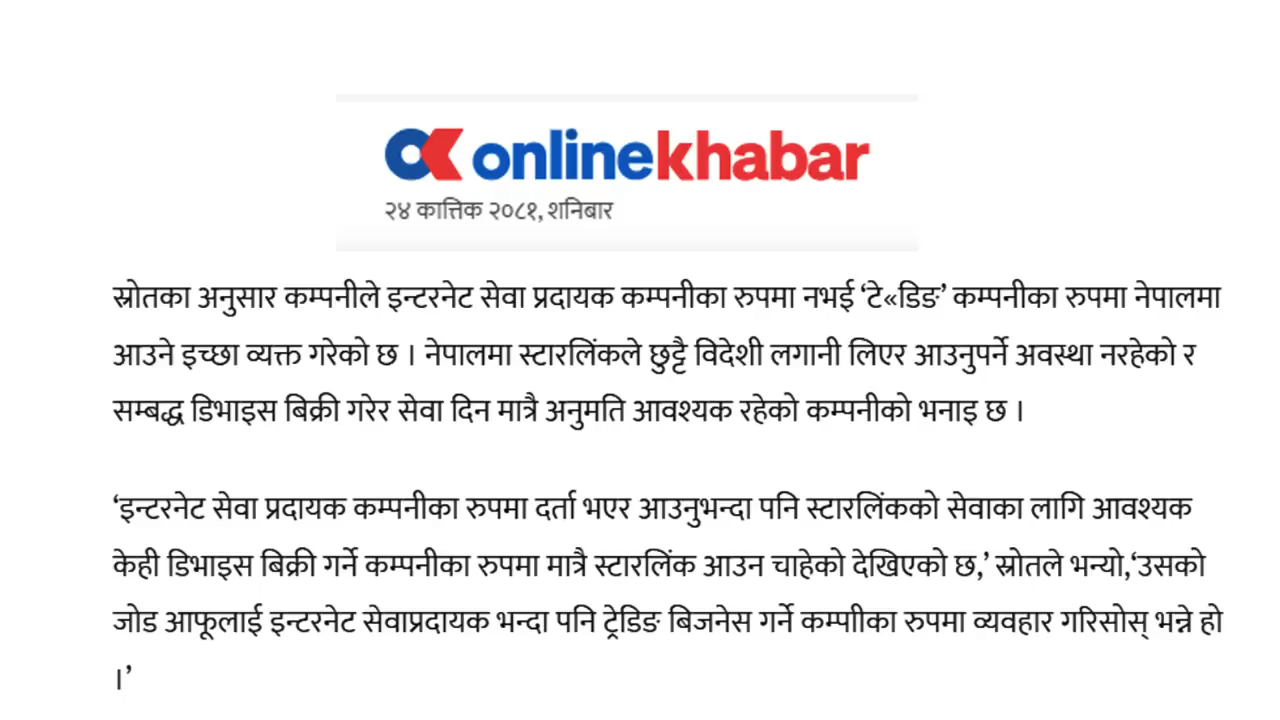 onlinekhabar
२४ कात्तिक २०८१, शनिबार
स्रोतका अनुसार कम्पनीले इन्टरनेट सेवा प्रदायक कम्पनीका रुपमा नभई ‘टे«डिङ’ कम्पनीका रुपमा नेपालमा
आउने इच्छा व्यक्त गरेको छ । नेपालमा स्टारलिंकले छुट्टै विदेशी लगानी लिएर आउनुपर्ने अवस्था नरहेको र
सम्बद्ध डिभाइस बिक्री गरेर सेवा दिन मात्रै अनुमति आवश्यक रहेको कम्पनीको भनाइ छ ।
‘इन्टरनेट सेवा प्रदायक कम्पनीका रुपमा दर्ता भएर आउनुभन्दा पनि स्टारलिंकको सेवाका लागि आवश्यक
केही डिभाइस बिक्री गर्ने कम्पनीका रुपमा मात्रै स्टारलिंक आउन चाहेको देखिएको छ,’ स्रोतले भन्यो,‘उसको
जोड आफूलाई इन्टरनेट सेवाप्रदायक भन्दा पनि ट्रेडिङ बिजनेस गर्ने कम्पाीका रुपमा व्यवहार गरिसोस् भन्ने हो
।’